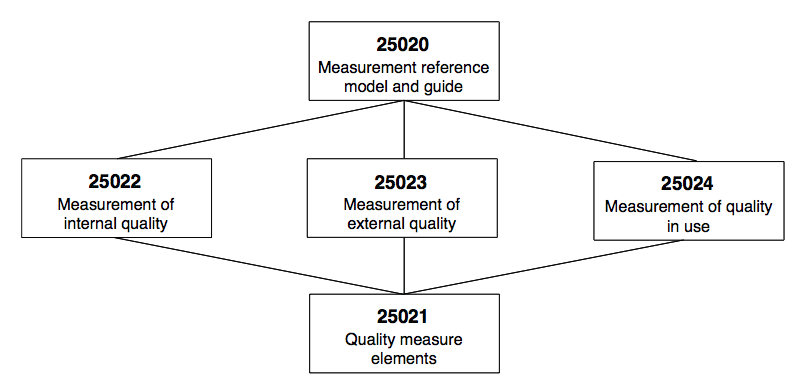 25020
Measurement reference
model and guide
25022
Measurement of
internal quality
25023
Measurement of
external quality
25024
Measurement of quality
in use
25021
Quality measure
elements